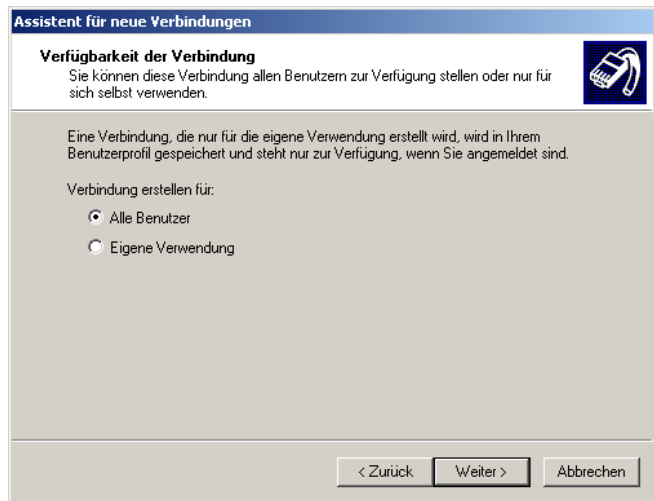 Assistent für neue Verbindungen
Verfügbarkeit der Verbindung
Sie können diese Verbindung allen Benutzern zur Verfügung stellen oder nur für
sich selbst verwenden.
Eine Verbindung, die nur für die eigene Verwendung erstellt wird, wird in Ihrem
Benutzerprofil gespeichert und steht nur zur Verfügung, wenn Sie angemeldet sind.
Verbindung erstellen für:
Alle Benutzer
Eigene Verwendung
< Zurück Weiter > Abbrechen